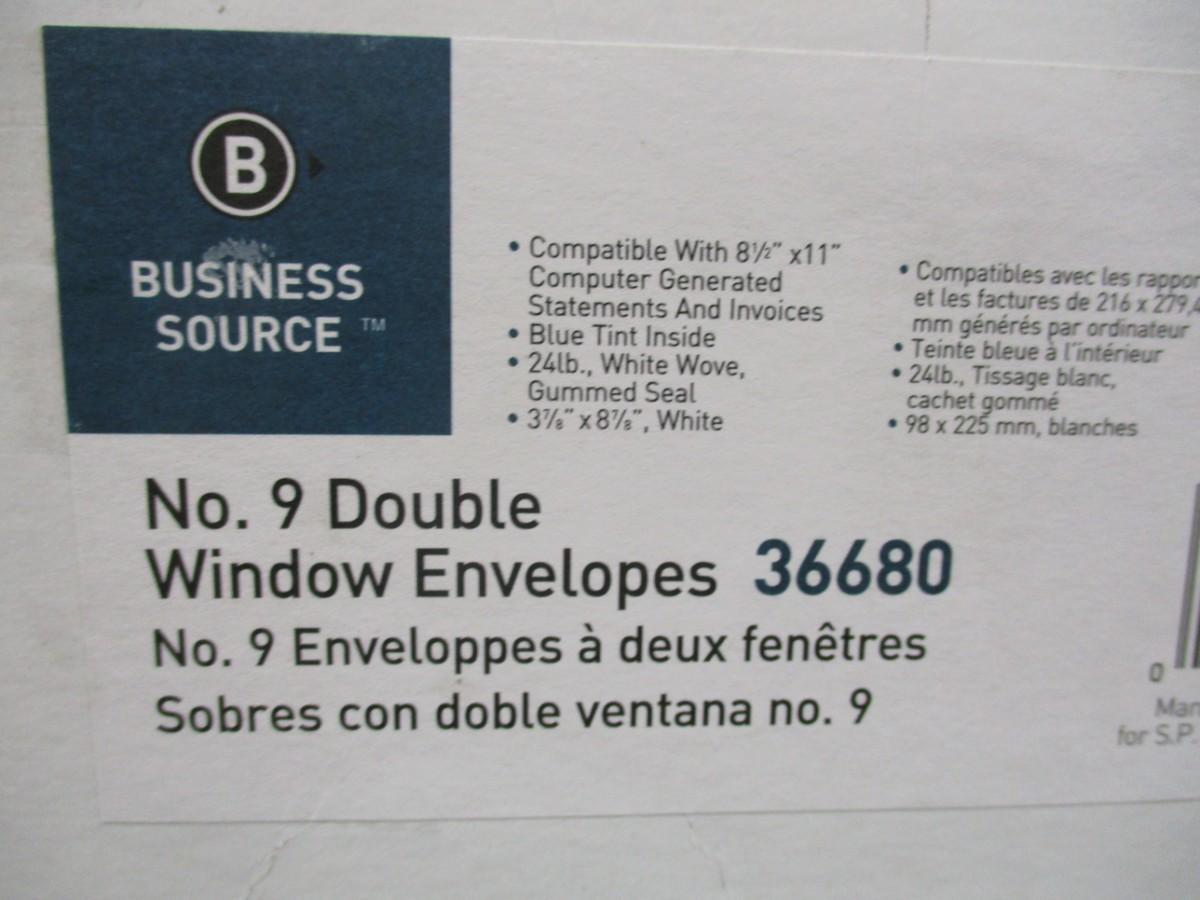 B
BUSINESS
SOURCE ™
• Compatible With 8½" x11"
Computer Generated
Statements And Invoices
• Blue Tint Inside
• 24lb., White Wove,
Gummed Seal
• 3⅞" x 8⅞", White
• Compatibles avec les
et les factures de 216 x 279,4
mm générés par ordinateur
• Teinte bleue à l'intérieur
• 24lb., Tissage blanc,
cachet gommé
• 98 x 225 mm, blanches
No. 9 Double
Window Envelopes 36680
No. 9 Enveloppes à deux fenêtres
Sobres con doble ventana no. 9
0
for S.P.